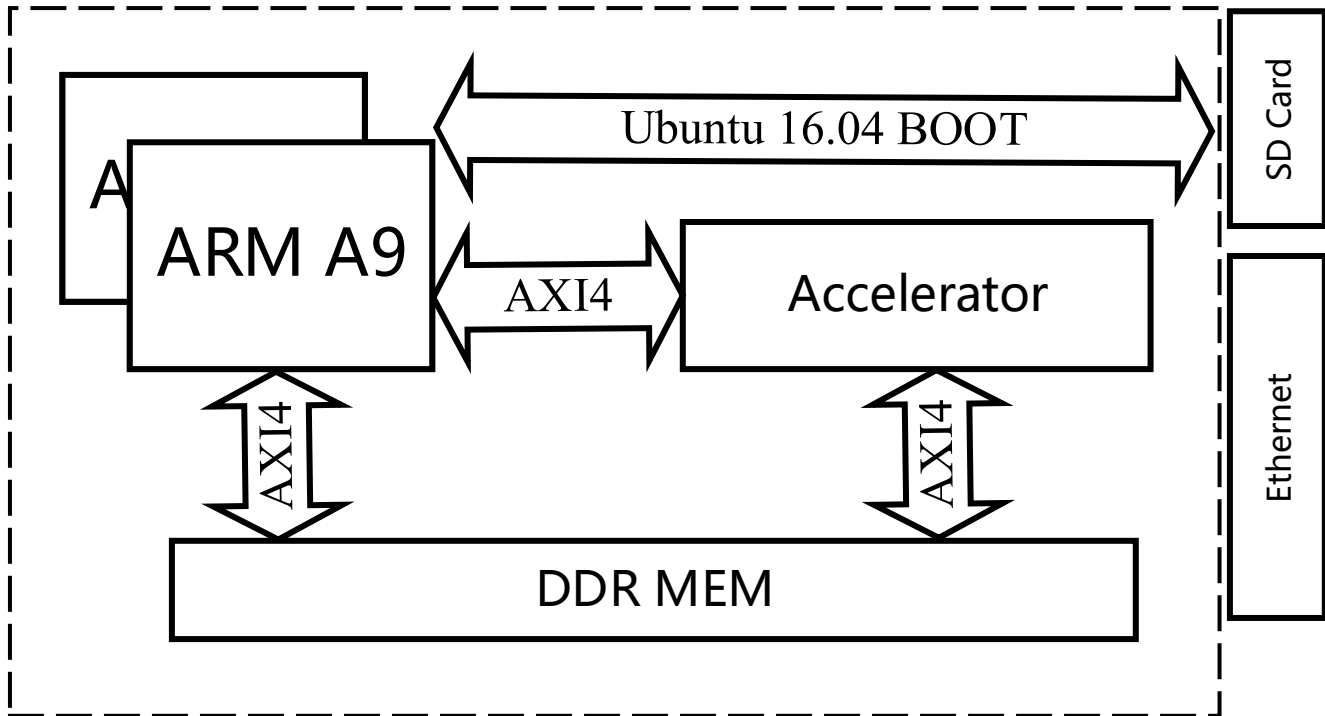 Ubuntu 16.04 BOOT
SD Card
A
ARM A9
AXI4
Accelerator
Ethernet
AXI4
AXI4
DDR MEM